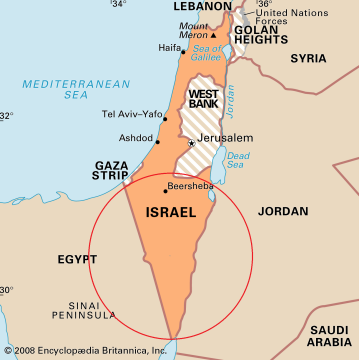 34°
36°
LEBANON
United Nations
Forces
Mount
Meron
GOLAN
HEIGHTS
Haifa
Sea of
Galilee
SYRIA
MEDITERRANEAN
SEA
WEST
BANK
Jordan
32°
Tel Aviv–Yafo
Ashdod
Jerusalem
GAZA
STRIP
Dead
Sea
Beersheba
ISRAEL
JORDAN
EGYPT
30°
SINAI
PENINSULA
SAUDI
ARABIA
© 2008 Encyclopædia Britannica, Inc.